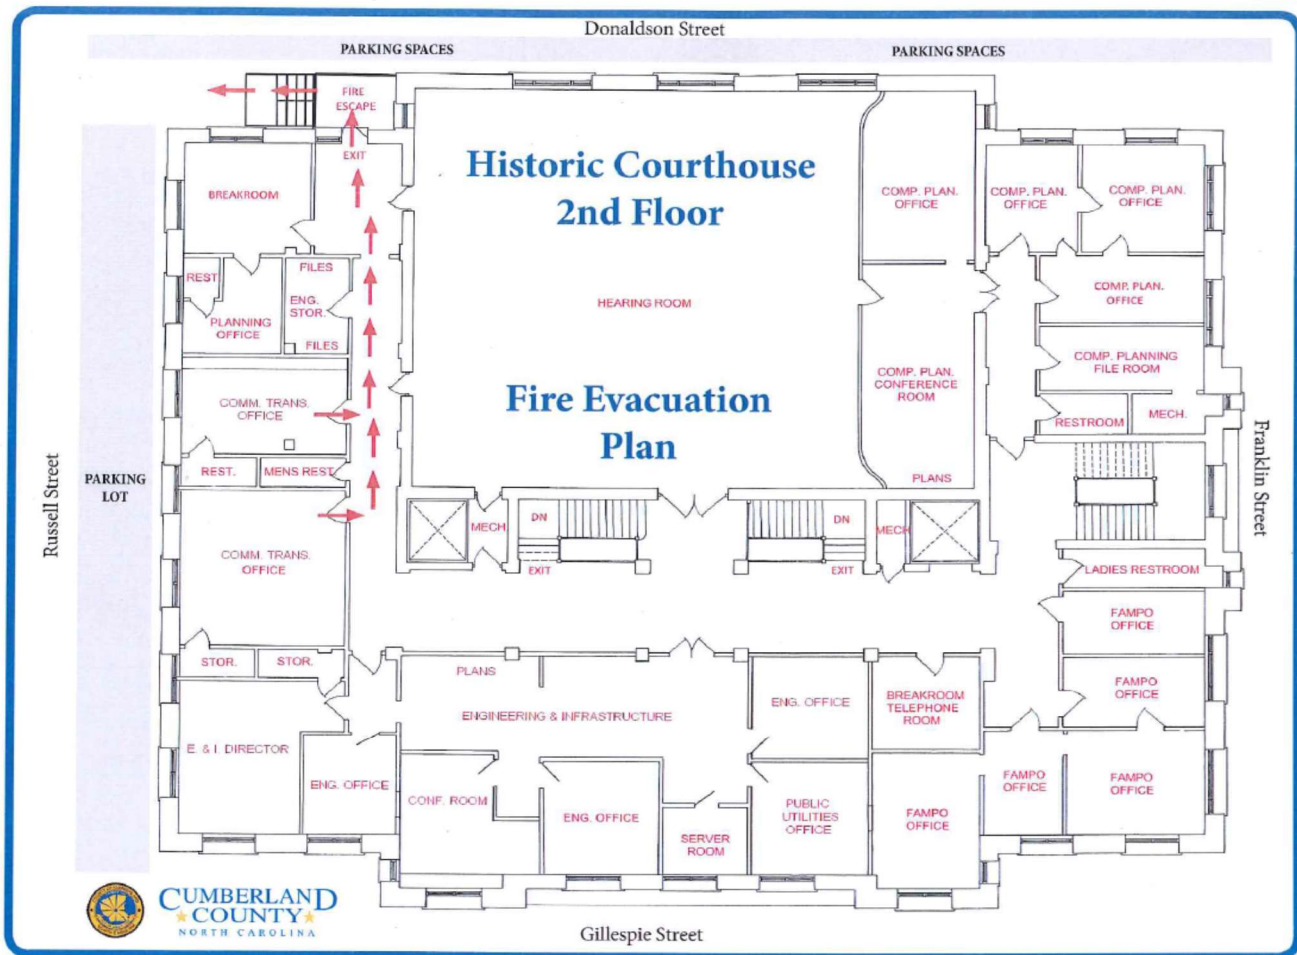 Donaldson Street
PARKING SPACES
PARKING SPACES
FIRE
ESCAPE
EXIT
Historic Courthouse
2nd Floor
BREAKROOM
COMP. PLAN.
OFFICE
COMP. PLAN.
OFFICE
COMP. PLAN.
OFFICE
REST.
FILES
ENG.
STOR.
FILES
PLANNING
OFFICE
HEARING ROOM
COMP. PLAN.
OFFICE
COMP. PLANNING
FILE ROOM
COMP. PLAN.
CONFERENCE
ROOM
Fire Evacuation
Plan
COMM. TRANS.
OFFICE
RESTROOM
MECH.
Russell Street
PARKING
LOT
REST.
MENS REST.
PLANS
Franklin Street
MECH
DN
EXIT
DN
EXIT
MECH
COMM. TRANS.
OFFICE
LADIES RESTROOM
FAMPO
OFFICE
STOR.
STOR.
PLANS
ENGINEERING & INFRASTRUCTURE
ENG. OFFICE
BREAKROOM
TELEPHONE
ROOM
FAMPO
OFFICE
E. & I. DIRECTOR
ENG. OFFICE
CONF. ROOM
ENG. OFFICE
SERVER
ROOM
PUBLIC
UTILITIES
OFFICE
FAMPO
OFFICE
FAMPO
OFFICE
FAMPO
OFFICE
CUMBERLAND
COUNTY
NORTH CAROLINA
Gillespie Street